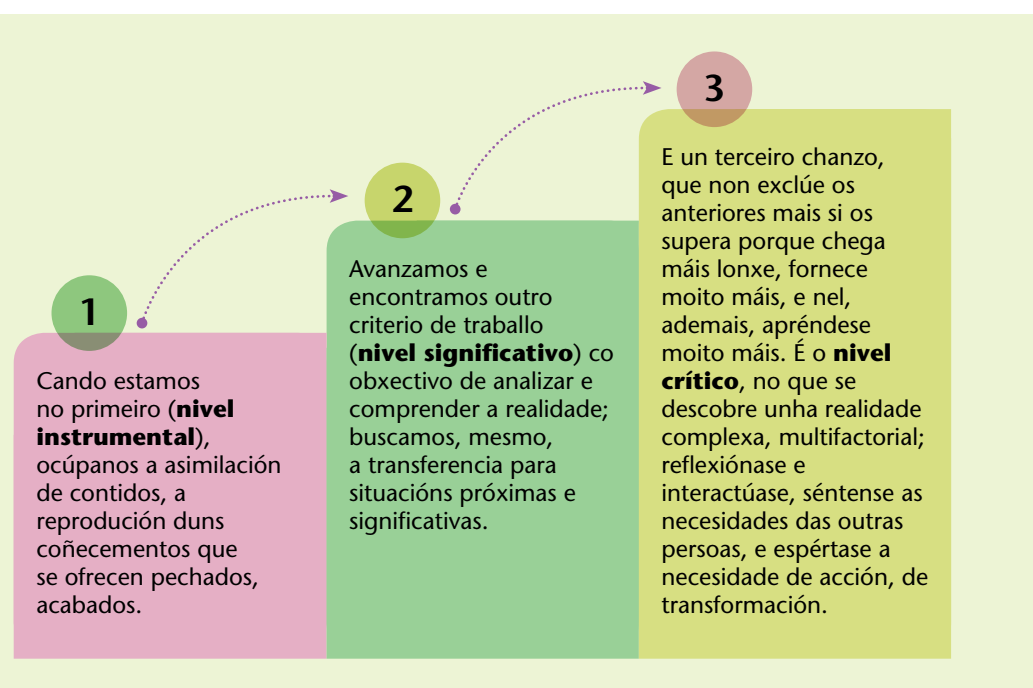 1
Cando estamos
no primeiro (nivel
instrumental),
ocúpanos a asimilación
de contidos, a
reprodución duns
coñecementos que
se ofrecen pechados,
acabados.
2
Avanzamos e
encontramos outro
criterio de traballo
(nivel significativo) co
obxectivo de analizar e
comprender a realidade;
buscamos, mesmo,
a transferencia para
situacións próximas e
significativas.
3
E un terceiro chanzo,
que non exclúe os
anteriores mais si os
supera porque chega
máis lonxe, fornece
moito máis, e nel,
ademais, apréndese
moito máis. É o nivel
crítico, no que se
descobre unha realidade
complexa, multifactorial;
reflexiónase e
interactúase, séntense as
necesidades das outras
persoas, e espértase a
necesidade de acción, de
transformación.